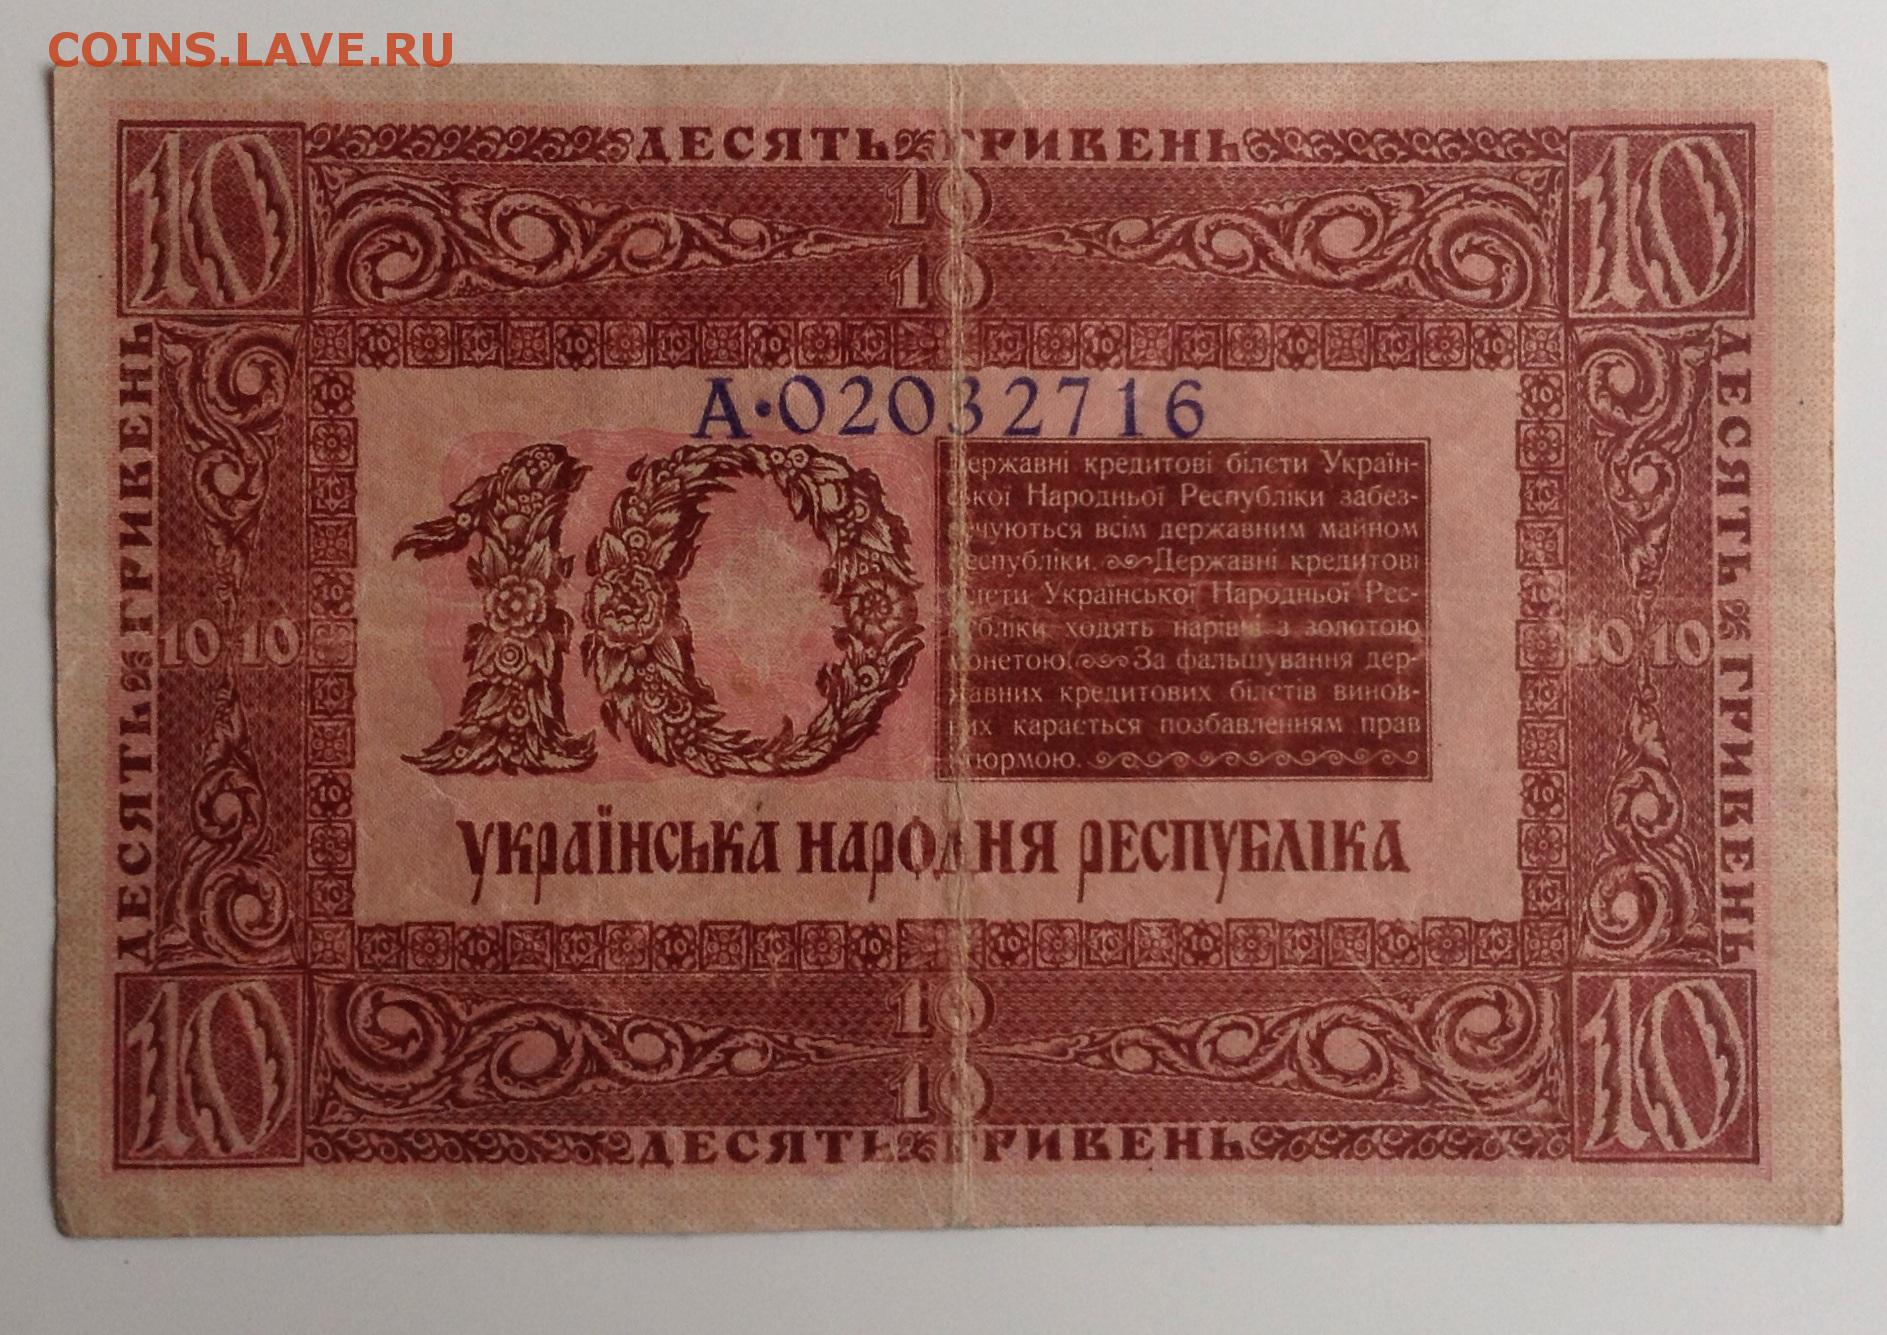 COINS.LAVE.RU
10 ДЕСЯТЬ ГРИВЕНЬ 10
10
10
ДЕСЯТЬ ГРИВЕНЬ
10 10
А·02032716
10
Державні кредитові білєти Україн-
ської Народньої Республіки забез-
печуються всім державним майном
Республіки. Державні кредитові
білєти Української Народньої Рес-
публіки ходять нарівні з золотою
монетою. За фальшування дер-
жавних кредитових білєтів винов-
них карається позбавленням прав
тюрмою.
УКРАЇНСЬКА НАРОДНЯ РЕСПУБЛІКА
10 10
ДЕСЯТЬ ГРИВЕНЬ
10
10
10 ДЕСЯТЬ ГРИВЕНЬ 10